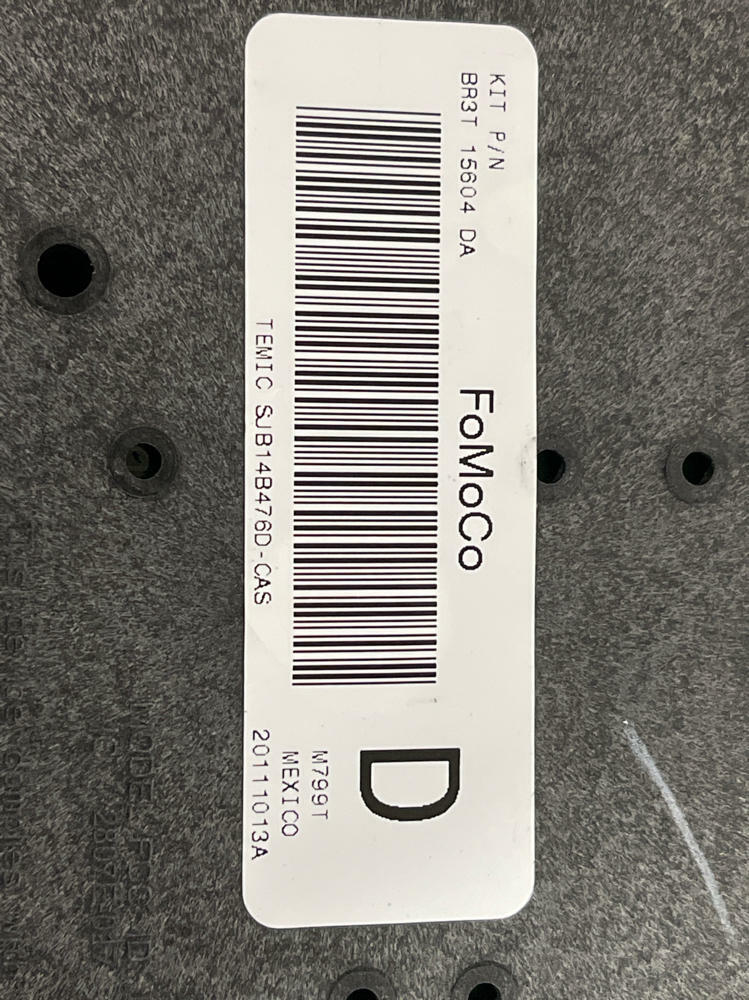 KIT P/N
BR3T 15604 DA
FoMoCo
D
TEMIC SJB14B476D-CAS
M799T
MEXICO
20111013A